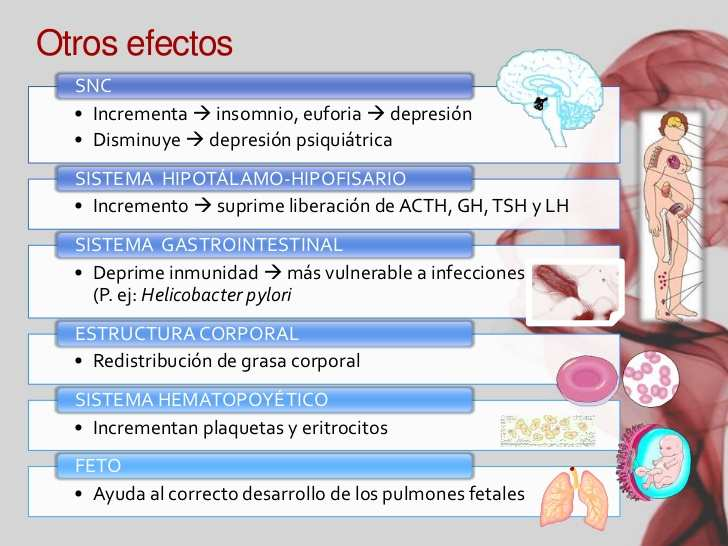 Otros efectos
SNC
• Incrementa → insomnio, euforia → depresión
• Disminuye → depresión psiquiátrica
SISTEMA HIPOTÁLAMO-HIPOFISARIO
• Incremento → suprime liberación de ACTH, GH, TSH y LH
SISTEMA GASTROINTESTINAL
• Deprime inmunidad → más vulnerable a infecciones
(P. ej: Helicobacter pylori
ESTRUCTURA CORPORAL
• Redistribución de grasa corporal
SISTEMA HEMATOPOYÉTICO
• Incrementan plaquetas y eritrocitos
FETO
• Ayuda al correcto desarrollo de los pulmones fetales